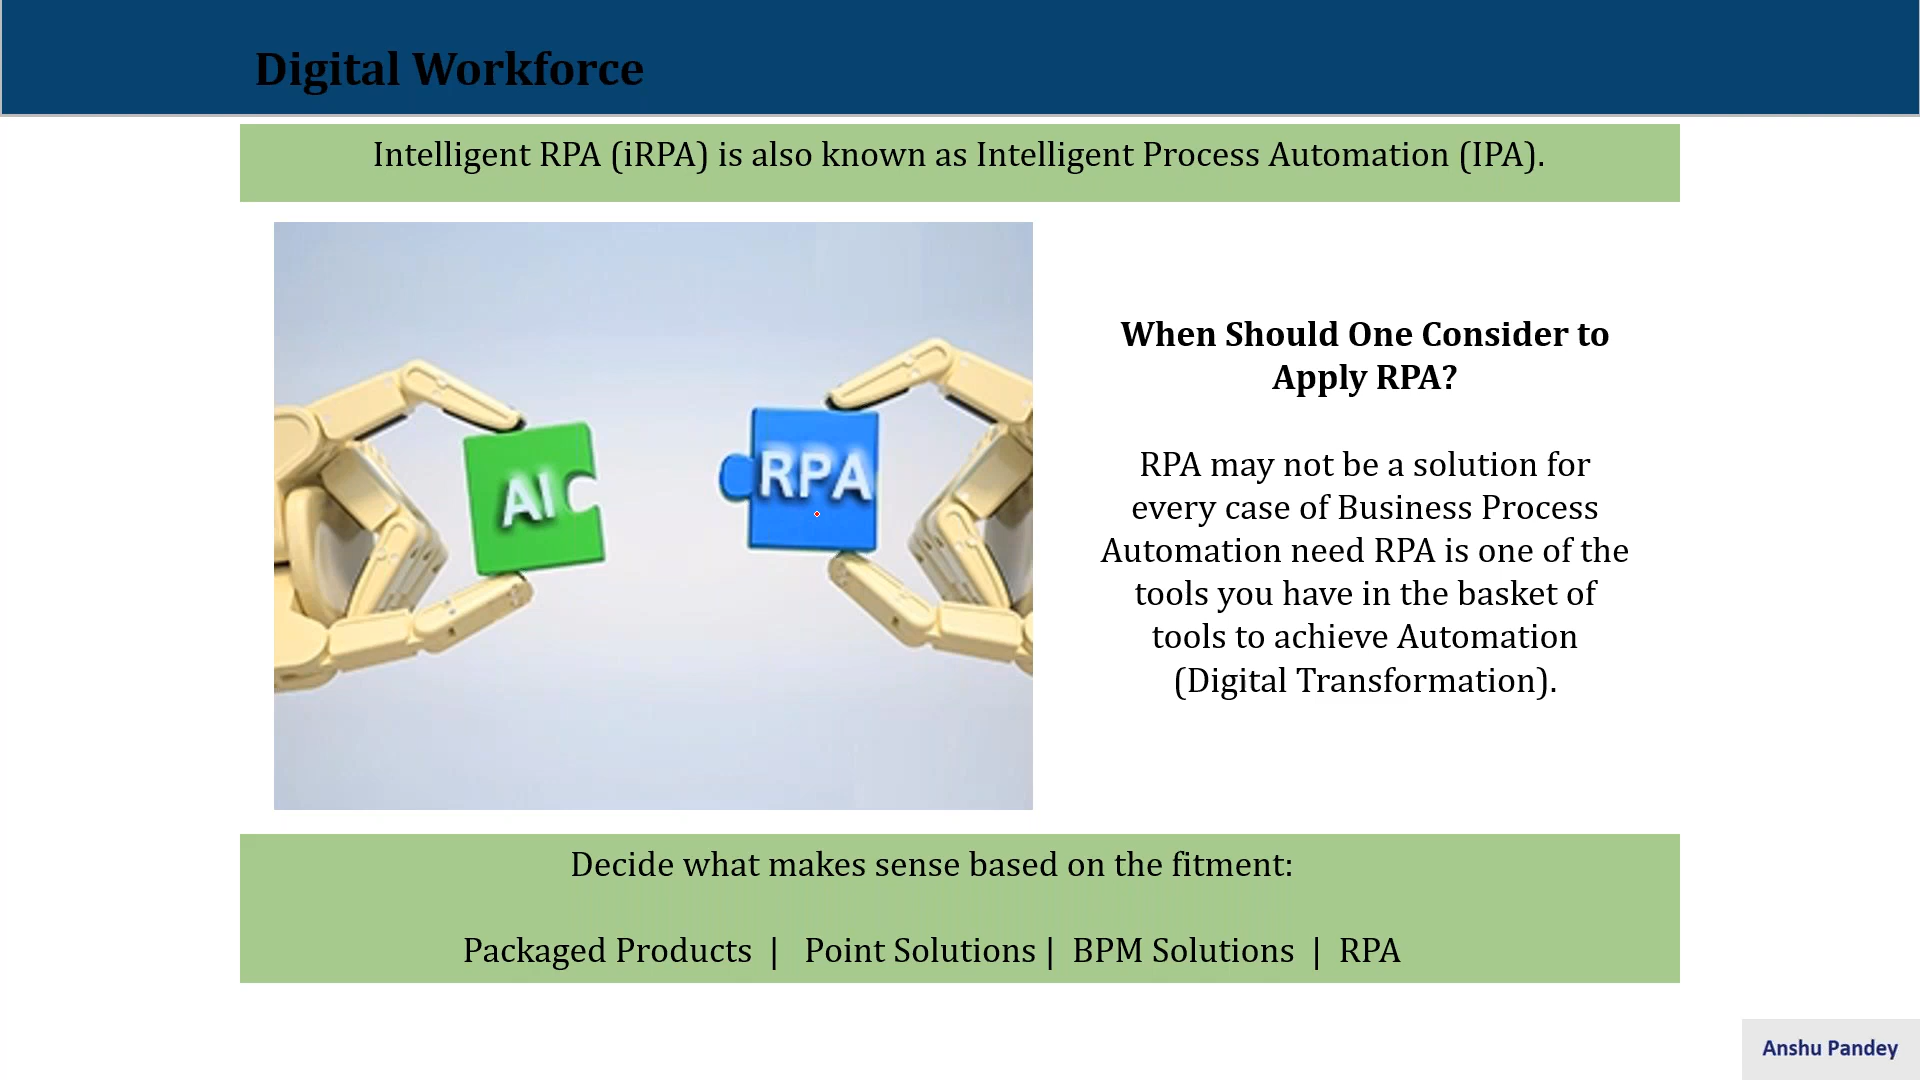 Digital Workforce
Intelligent RPA (iRPA) is also known as Intelligent Process Automation (IPA).
AI
RPA
When Should One Consider to
Apply RPA?
RPA may not be a solution for
every case of Business Process
Automation need RPA is one of the
tools you have in the basket of
tools to achieve Automation
(Digital Transformation).
Decide what makes sense based on the fitment:
Packaged Products | Point Solutions | BPM Solutions | RPA
Anshu Pandey